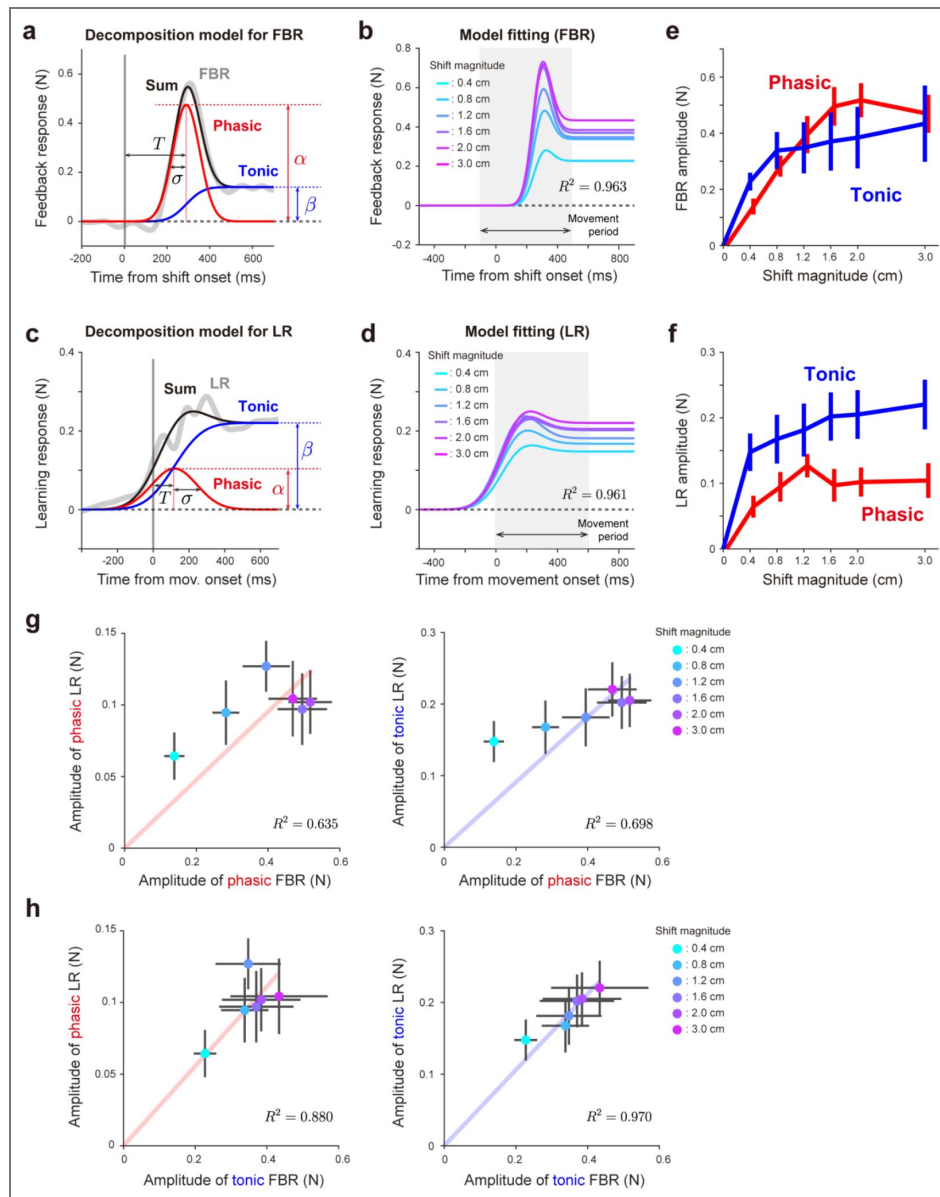 a
Decomposition model for FBR
Feedback response (N)
0.6
0.4
0.2
0
-200 0 200 400 600
Time from shift onset (ms)
Sum
FBR
Phasic
Tonic
T
σ
α
β
b
Model fitting (FBR)
Feedback response (N)
0.8
0.6
0.4
0.2
0
-0.2
-400 0 400 800
Time from shift onset (ms)
Shift magnitude
: 0.4 cm
: 0.8 cm
: 1.2 cm
: 1.6 cm
: 2.0 cm
: 3.0 cm
R² = 0.963
Movement
period
e
FBR amplitude (N)
0.6
0.4
0.2
0
0 0.4 0.8 1.2 1.6 2.0 3.0
Shift magnitude (cm)
Phasic
Tonic
c
Decomposition model for LR
Learning response (N)
0.4
0.2
0
-200 0 200 400 600
Time from mov. onset (ms)
Sum
LR
Tonic
Phasic
T
σ
α
β
d
Model fitting (LR)
Learning response (N)
0.4
0.3
0.2
0.1
0
-400 0 400 800
Time from movement onset (ms)
Shift magnitude
: 0.4 cm
: 0.8 cm
: 1.2 cm
: 1.6 cm
: 2.0 cm
: 3.0 cm
R² = 0.961
Movement
period
f
LR amplitude (N)
0.3
0.2
0.1
0
0 0.4 0.8 1.2 1.6 2.0 3.0
Shift magnitude (cm)
Tonic
Phasic
g
Amplitude of phasic LR (N)
0.15
0.1
0.05
0
0 0.2 0.4 0.6
Amplitude of phasic FBR (N)
R² = 0.635
Amplitude of tonic LR (N)
0.3
0.2
0.1
0
0 0.2 0.4 0.6
Amplitude of phasic FBR (N)
R² = 0.698
Shift magnitude
: 0.4 cm
: 0.8 cm
: 1.2 cm
: 1.6 cm
: 2.0 cm
: 3.0 cm
h
Amplitude of phasic LR (N)
0.15
0.1
0.05
0
0 0.2 0.4 0.6
Amplitude of tonic FBR (N)
R² = 0.880
Amplitude of tonic LR (N)
0.3
0.2
0.1
0
0 0.2 0.4 0.6
Amplitude of tonic FBR (N)
R² = 0.970
Shift magnitude
: 0.4 cm
: 0.8 cm
: 1.2 cm
: 1.6 cm
: 2.0 cm
: 3.0 cm